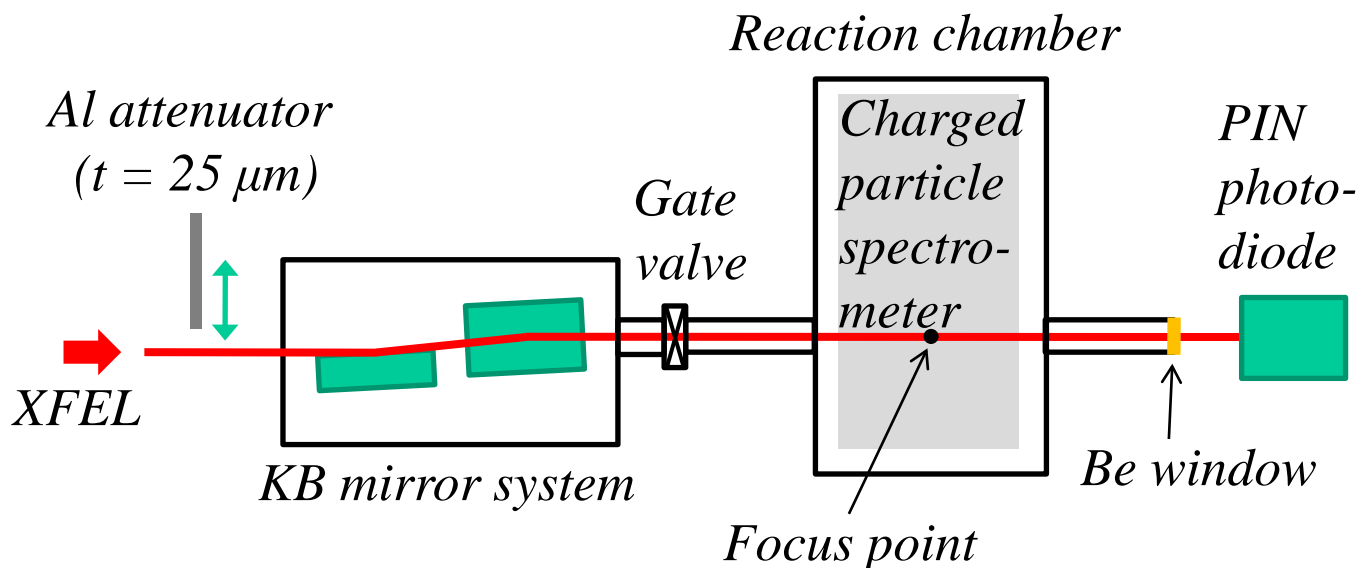 Reaction chamber
Al attenuator
(t = 25 μm)
Charged
particle
spectro-
meter
PIN
photo-
diode
Gate
valve
XFEL
KB mirror system
Be window
Focus point